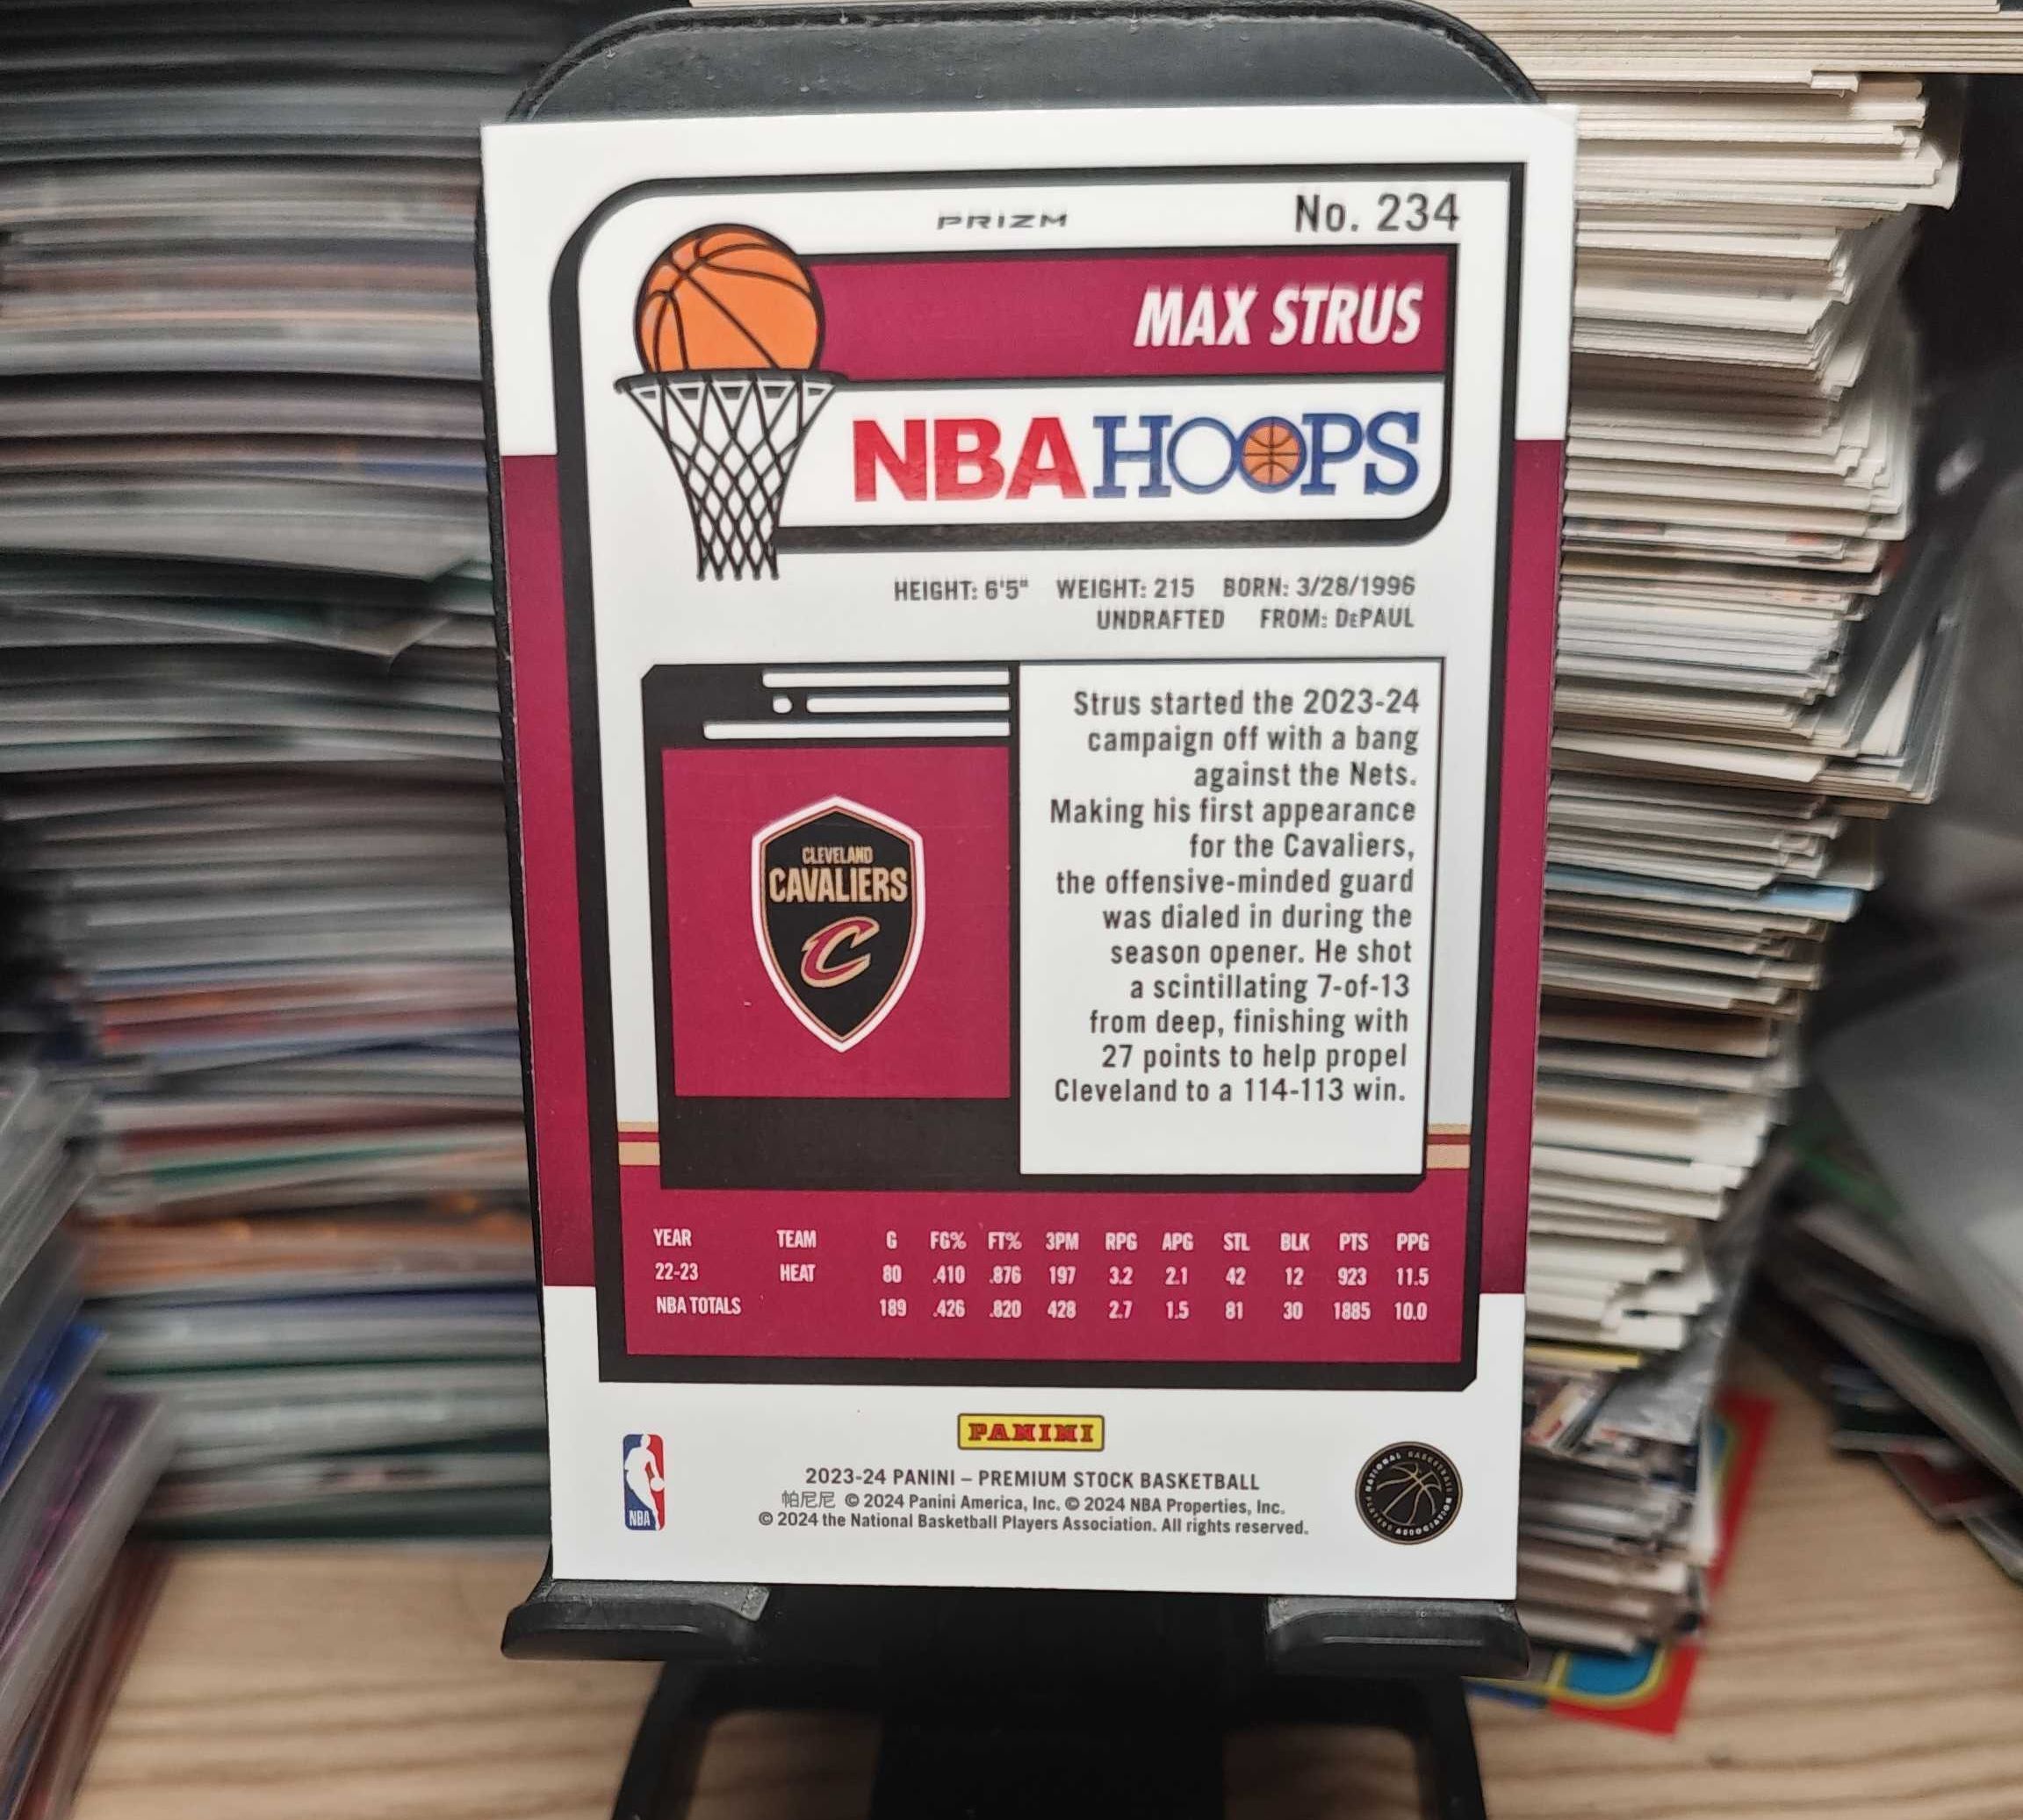 PRIZM No. 234
MAX STRUS
NBA HOOPS
HEIGHT: 6'5" WEIGHT: 215 BORN: 3/28/1996
UNDRAFTED FROM: DEPAUL
Strus started the 2023-24
campaign off with a bang
against the Nets.
Making his first appearance
for the Cavaliers,
the offensive-minded guard
was dialed in during the
season opener. He shot
a scintillating 7-of-13
from deep, finishing with
27 points to help propel
Cleveland to a 114-113 win.
CLEVELAND
CAVALIERS
C
YEAR TEAM G FG% FT% 3PM RPG APG STL BLK PTS PPG
22-23 HEAT 80 .410 .876 197 3.2 2.1 42 12 923 11.5
NBA TOTALS 189 .426 .820 428 2.7 1.5 81 30 1885 10.0
PANINI
2023-24 PANINI – PREMIUM STOCK BASKETBALL
帕尼尼 © 2024 Panini America, Inc. © 2024 NBA Properties, Inc.
© 2024 the National Basketball Players Association. All rights reserved.
NBA
NATIONAL BASKETBALL
PLAYERS ASSOCIATION